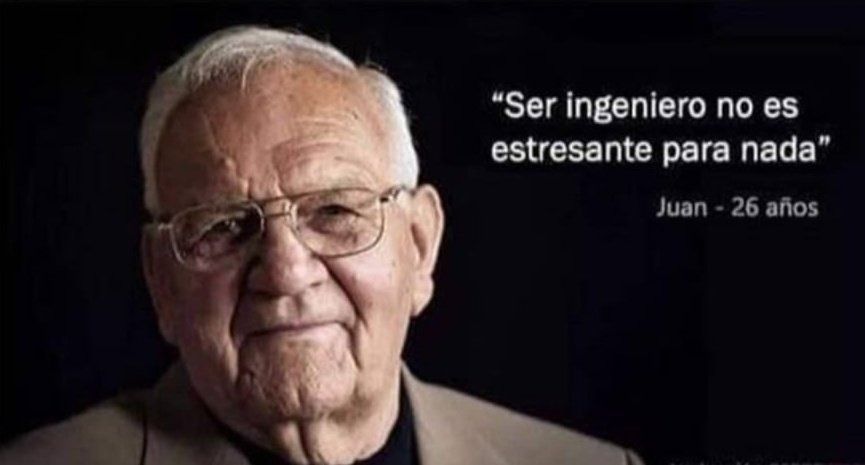 “Ser ingeniero no es
estresante para nada”
Juan - 26 años